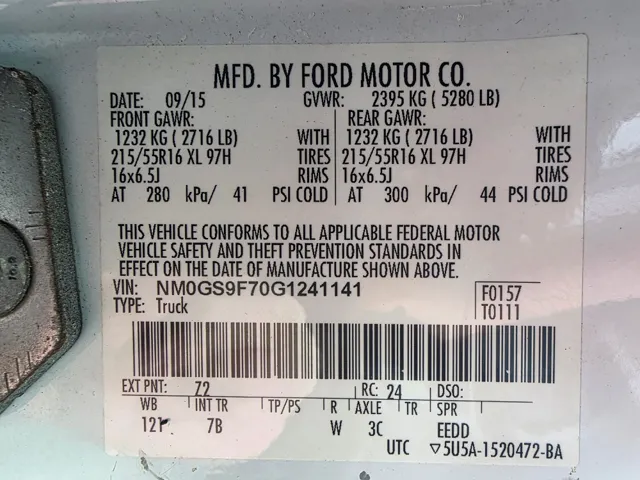 MFD. BY FORD MOTOR CO.
DATE: 09/15 GVWR: 2395 KG ( 5280 LB)
FRONT GAWR: REAR GAWR:
1232 KG ( 2716 LB) WITH 1232 KG ( 2716 LB) WITH
215/55R16 XL 97H TIRES 215/55R16 XL 97H TIRES
16x6.5J RIMS 16x6.5J RIMS
AT 280 kPa/ 41 PSI COLD AT 300 kPa/ 44 PSI COLD
THIS VEHICLE CONFORMS TO ALL APPLICABLE FEDERAL MOTOR
VEHICLE SAFETY AND THEFT PREVENTION STANDARDS IN
EFFECT ON THE DATE OF MANUFACTURE SHOWN ABOVE.
VIN: NM0GS9F70G1241141 F0157
TYPE: Truck T0111
EXT PNT: 72 RC: 24 DSO:
WB INT TR TP/PS R AXLE TR SPR
121 7B W 3C EEDD
UTC ▽5U5A-1520472-BA